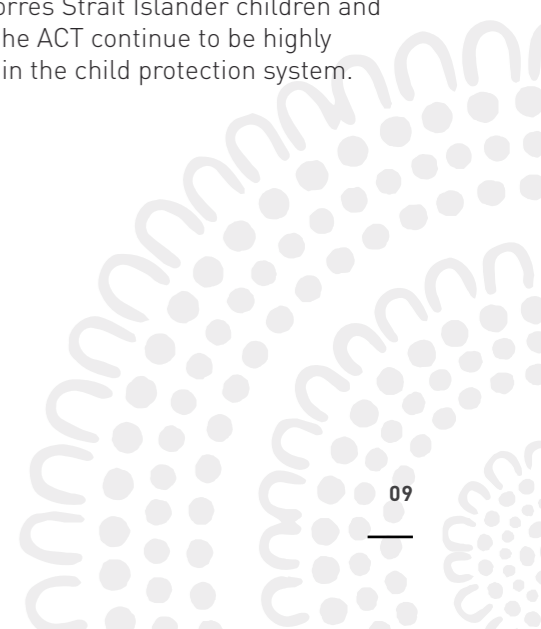 orres Strait Islander children and
he ACT continue to be highly
in the child protection system.
09